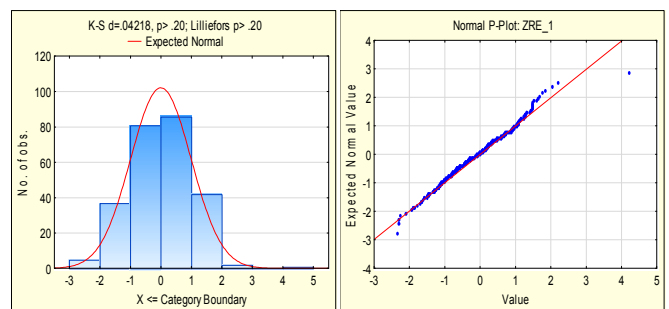 K-S d=.04218, p> .20; Lilliefors p> .20
Expected Normal
No. of obs.
120
100
80
60
40
20
0
-3 -2 -1 0 1 2 3 4 5
X <= Category Boundary
Normal P-Plot: ZRE_1
Expected Normal Value
4
3
2
1
0
-1
-2
-3
-4
-3 -2 -1 0 1 2 3 4 5
Value